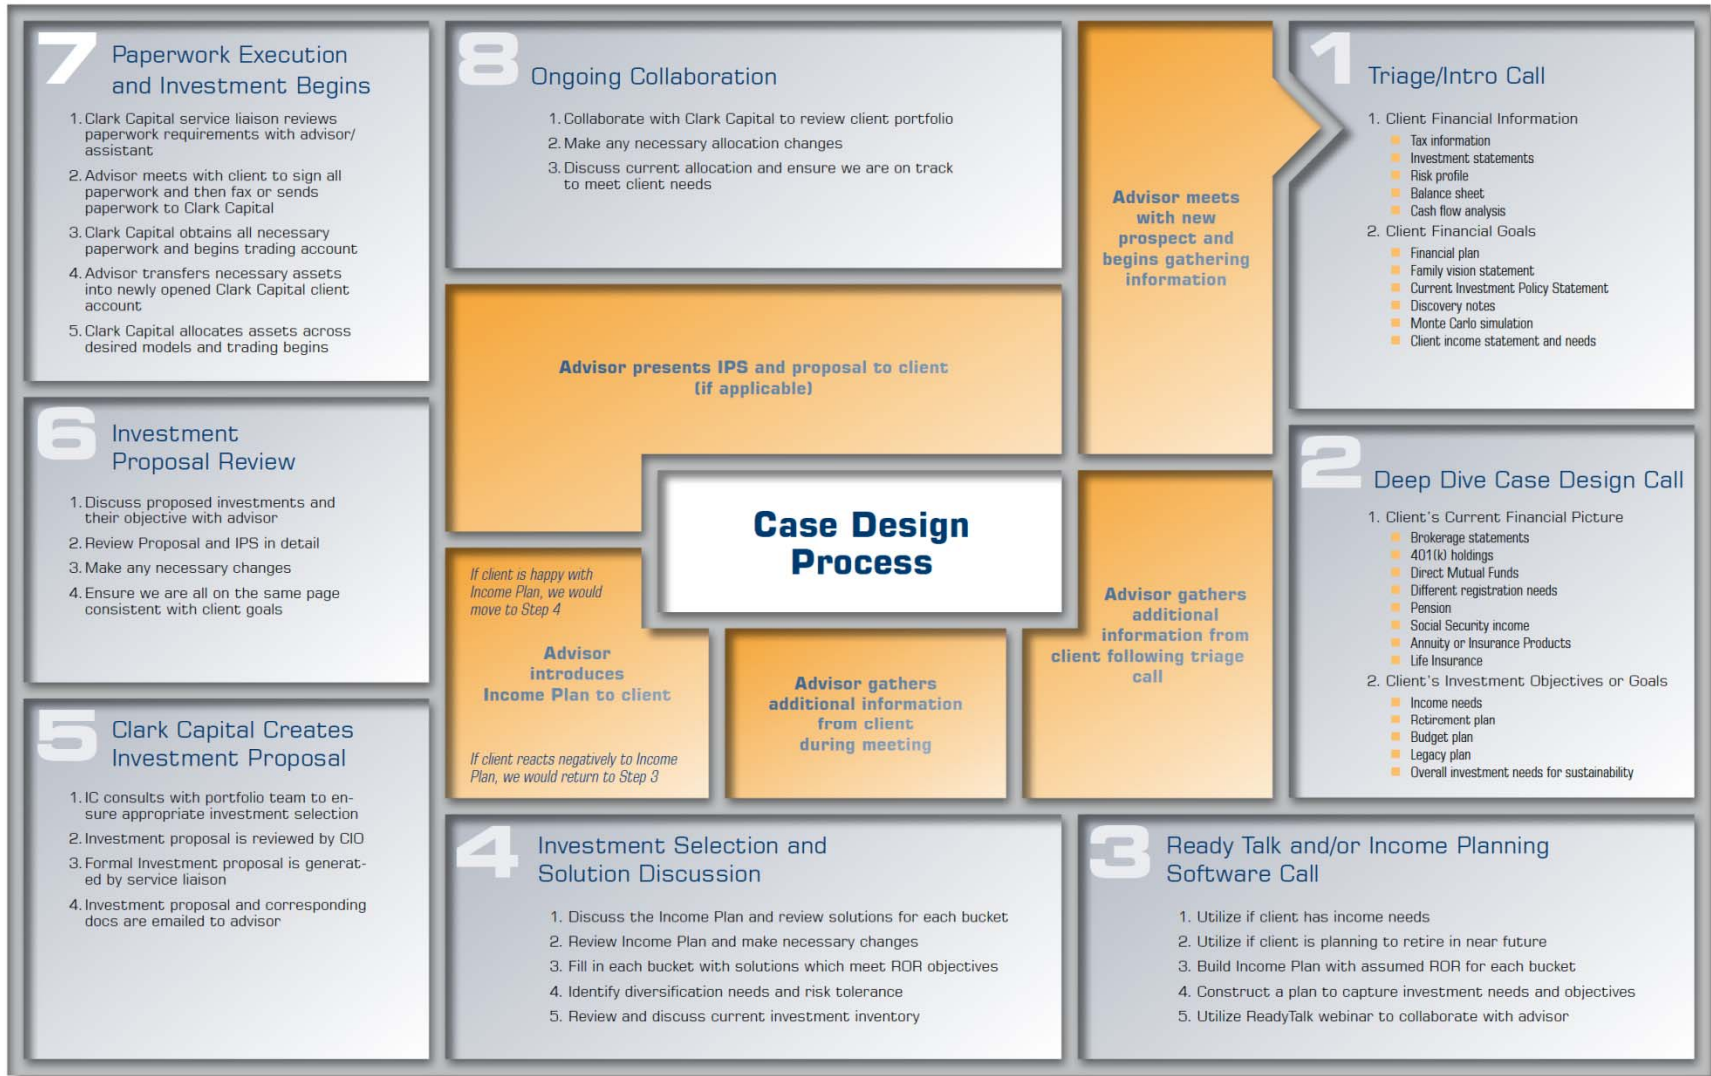 7
Paperwork Execution
and Investment Begins
1. Clark Capital service liaison reviews
paperwork requirements with advisor/
assistant
2. Advisor meets with client to sign all
paperwork and then fax or sends
paperwork to Clark Capital
3. Clark Capital obtains all necessary
paperwork and begins trading account
4. Advisor transfers necessary assets
into newly opened Clark Capital client
account
5. Clark Capital allocates assets across
desired models and trading begins
8
Ongoing Collaboration
1. Collaborate with Clark Capital to review client portfolio
2. Make any necessary allocation changes
3. Discuss current allocation and ensure we are on track
to meet client needs
Advisor meets
with new
prospect and
begins gathering
information
1
Triage/Intro Call
1. Client Financial Information
Tax information
Investment statements
Risk profile
Balance sheet
Cash flow analysis
2. Client Financial Goals
Financial plan
Family vision statement
Current Investment Policy Statement
Discovery notes
Monte Carlo simulation
Client income statement and needs
Advisor presents IPS and proposal to client
(if applicable)
6
Investment
Proposal Review
1. Discuss proposed investments and
their objective with advisor
2. Review Proposal and IPS in detail
3. Make any necessary changes
4. Ensure we are all on the same page
consistent with client goals
Case Design
Process
2
Deep Dive Case Design Call
1. Client's Current Financial Picture
Brokerage statements
401(k) holdings
Direct Mutual Funds
Different registration needs
Pension
Social Security income
Annuity or Insurance Products
Life Insurance
2. Client's Investment Objectives or Goals
Income needs
Retirement plan
Budget plan
Legacy plan
Overall investment needs for sustainability
If client is happy with
Income Plan, we would
move to Step 4
Advisor
introduces
Income Plan to client
If client reacts negatively to Income
Plan, we would return to Step 3
Advisor gathers
additional information
from client
during meeting
Advisor gathers
additional
information from
client following triage
call
5
Clark Capital Creates
Investment Proposal
1. IC consults with portfolio team to en-
sure appropriate investment selection
2. Investment proposal is reviewed by CIO
3. Formal Investment proposal is generat-
ed by service liaison
4. Investment proposal and corresponding
docs are emailed to advisor
4
Investment Selection and
Solution Discussion
1. Discuss the Income Plan and review solutions for each bucket
2. Review Income Plan and make necessary changes
3. Fill in each bucket with solutions which meet ROR objectives
4. Identify diversification needs and risk tolerance
5. Review and discuss current investment inventory
3
Ready Talk and/or Income Planning
Software Call
1. Utilize if client has income needs
2. Utilize if client is planning to retire in near future
3. Build Income Plan with assumed ROR for each bucket
4. Construct a plan to capture investment needs and objectives
5. Utilize ReadyTalk webinar to collaborate with advisor